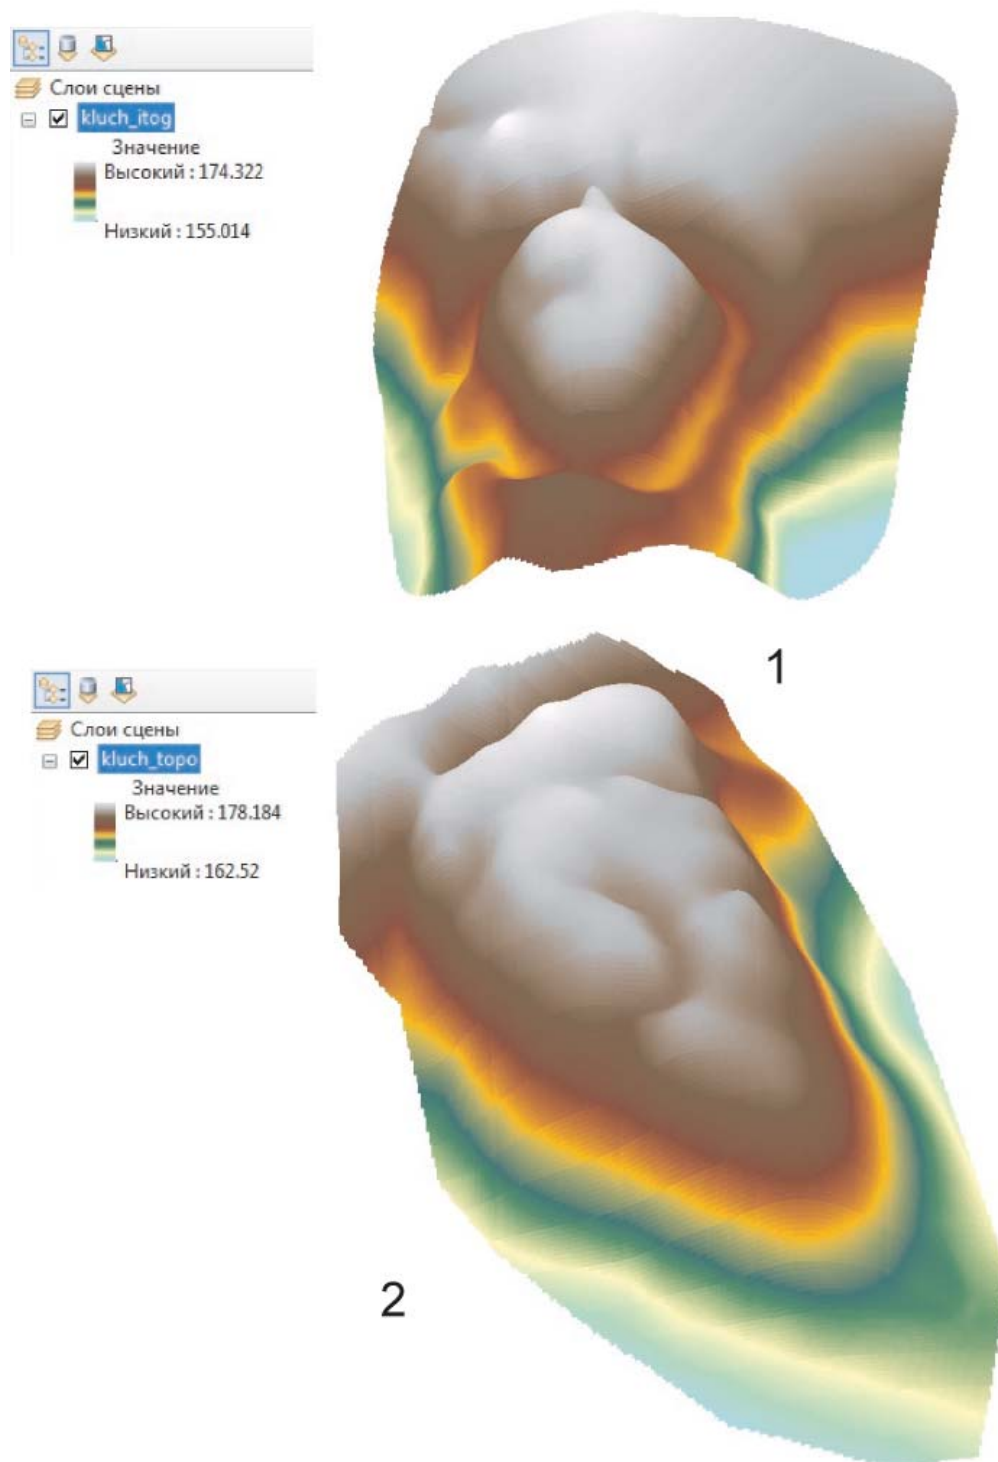 Слои сцены
kluch_itog
Значение
Высокий : 174.322
Низкий : 155.014
1
Слои сцены
kluch_topo
Значение
Высокий : 178.184
Низкий : 162.52
2